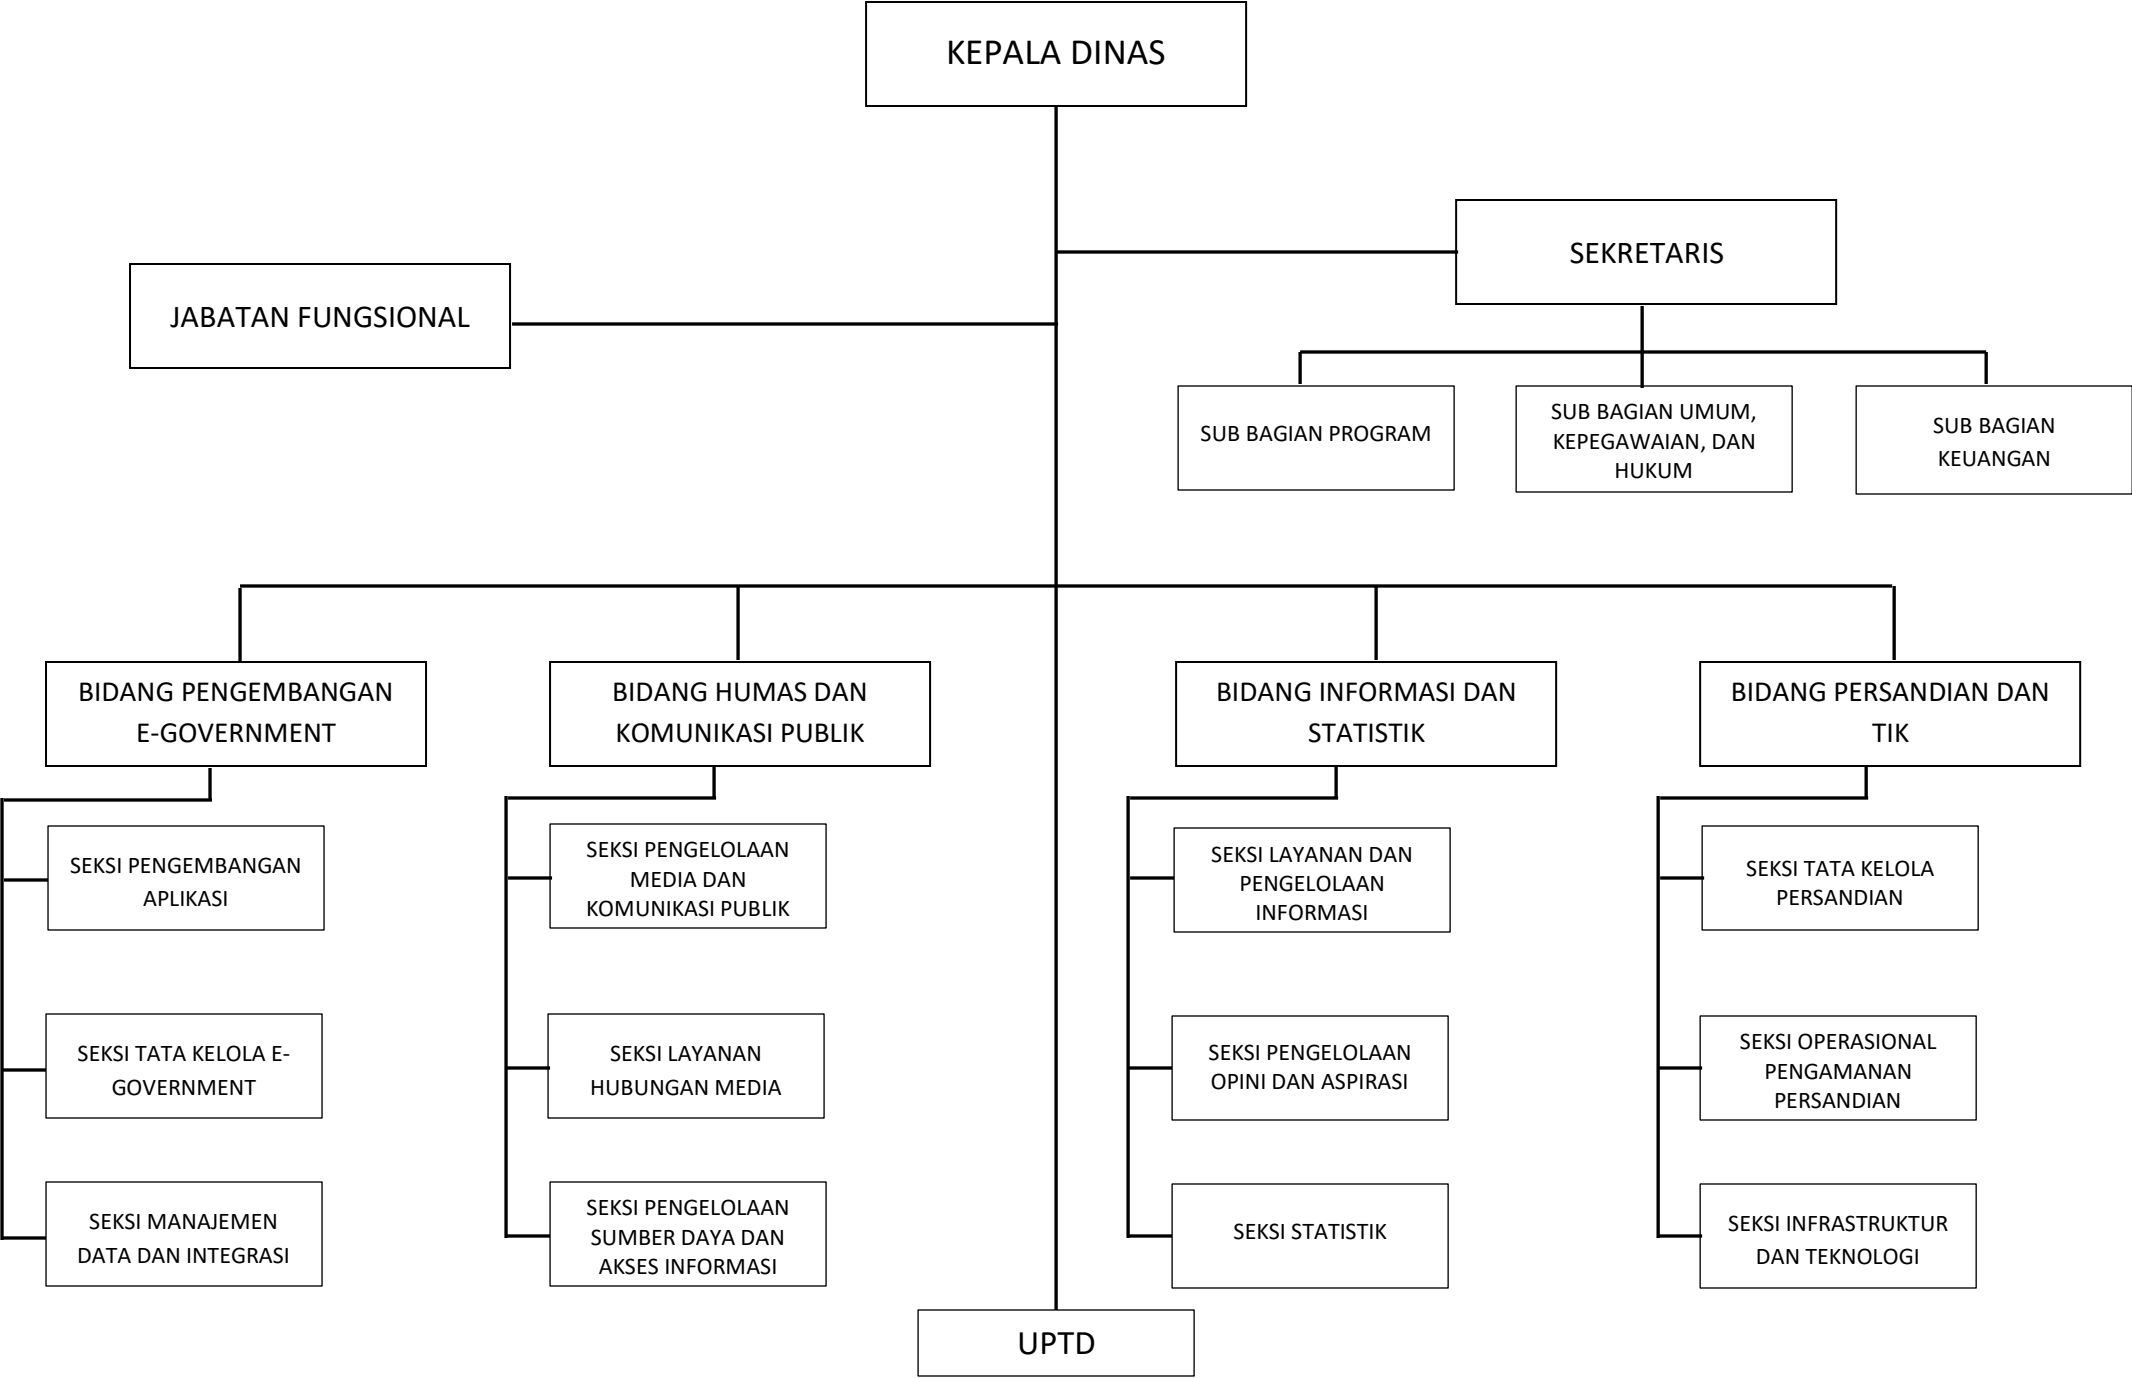 KEPALA DINAS
SEKRETARIS
JABATAN FUNGSIONAL
SUB BAGIAN PROGRAM
SUB BAGIAN UMUM,
KEPEGAWAIAN, DAN
HUKUM
SUB BAGIAN
KEUANGAN
BIDANG PENGEMBANGAN
E-GOVERNMENT
BIDANG HUMAS DAN
KOMUNIKASI PUBLIK
BIDANG INFORMASI DAN
STATISTIK
BIDANG PERSANDIAN DAN
TIK
SEKSI PENGEMBANGAN
APLIKASI
SEKSI PENGELOLAAN
MEDIA DAN
KOMUNIKASI PUBLIK
SEKSI LAYANAN DAN
PENGELOLAAN
INFORMASI
SEKSI TATA KELOLA
PERSANDIAN
SEKSI TATA KELOLA E-
GOVERNMENT
SEKSI LAYANAN
HUBUNGAN MEDIA
SEKSI PENGELOLAAN
OPINI DAN ASPIRASI
SEKSI OPERASIONAL
PENGAMANAN
PERSANDIAN
SEKSI MANAJEMEN
DATA DAN INTEGRASI
SEKSI PENGELOLAAN
SUMBER DAYA DAN
AKSES INFORMASI
SEKSI STATISTIK
SEKSI INFRASTRUKTUR
DAN TEKNOLOGI
UPTD